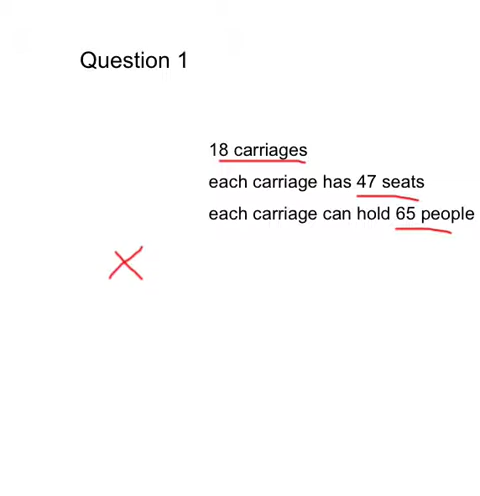 Question 1
18 carriages
each carriage has 47 seats
each carriage can hold 65 people